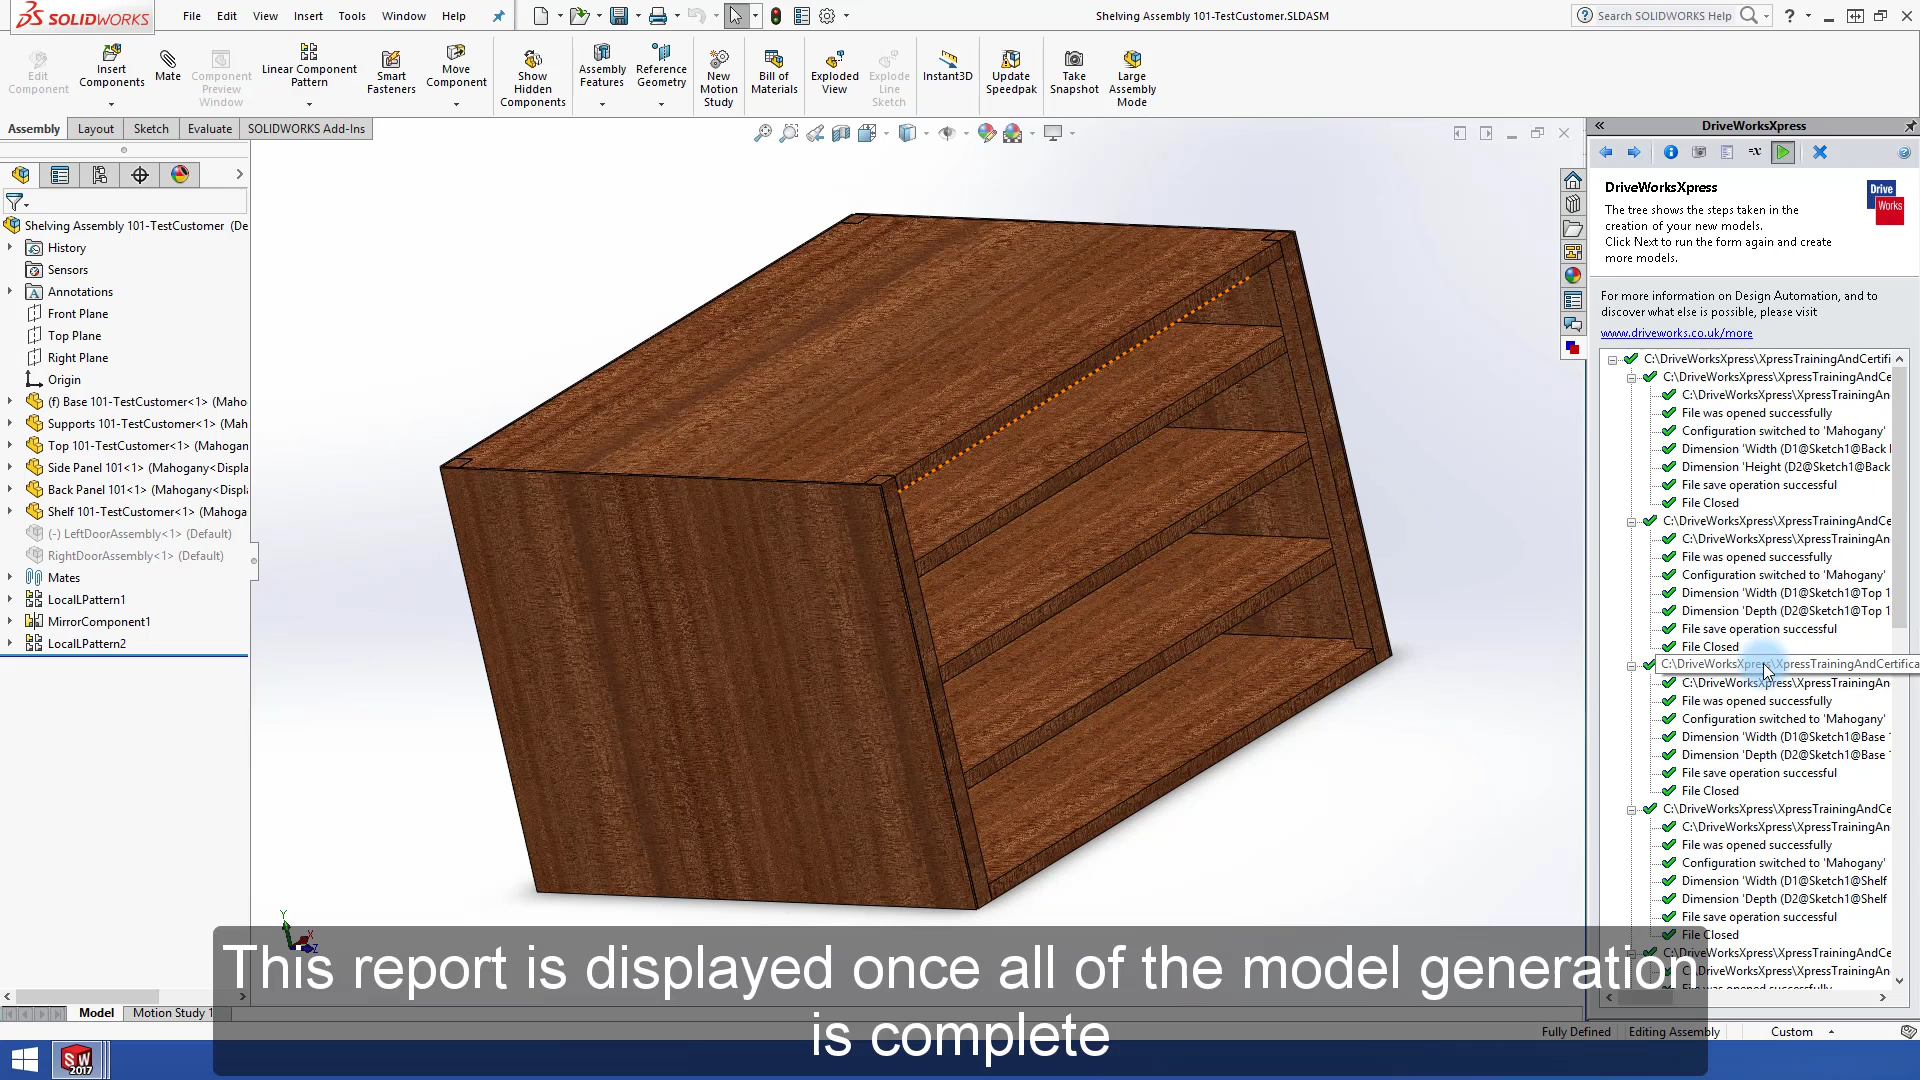 SOLIDWORKS
File Edit View Insert Tools Window Help
Shelving Assembly 101-TestCustomer.SLDASM
Search SOLIDWORKS Help
Edit Component
Insert Components
Mate
Component Preview Window
Linear Component Pattern
Smart Fasteners
Move Component
Show Hidden Components
Assembly Features
Reference Geometry
New Motion Study
Bill of Materials
Exploded View
Explode Line Sketch
Instant3D
Update Speedpak
Take Snapshot
Large Assembly Mode
Assembly Layout Sketch Evaluate SOLIDWORKS Add-Ins
Shelving Assembly 101-TestCustomer (De
History
Sensors
Annotations
Front Plane
Top Plane
Right Plane
Origin
(f) Base 101-TestCustomer<1> (Maho
Supports 101-TestCustomer<1> (Mah
Top 101-TestCustomer<1> (Mahogan
Side Panel 101<1> (Mahogany<Displa
Back Panel 101<1> (Mahogany<Displ
Shelf 101-TestCustomer<1> (Mahoga
(-) LeftDoorAssembly<1> (Default)
RightDoorAssembly<1> (Default)
Mates
LocalLPattern1
MirrorComponent1
LocalLPattern2
Y
X
Z
DriveWorksXpress
DriveWorksXpress
Drive
Works
The tree shows the steps taken in the
creation of your new models.
Click Next to run the form again and create
more models.
For more information on Design Automation, and to
discover what else is possible, please visit
www.driveworks.co.uk/more
C:\DriveWorksXpress\XpressTrainingAndCertifi
C:\DriveWorksXpress\XpressTrainingAndCe
C:\DriveWorksXpress\XpressTrainingAn
File was opened successfully
Configuration switched to 'Mahogany'
Dimension 'Width (D1@Sketch1@Back
Dimension 'Height (D2@Sketch1@Back
File save operation successful
File Closed
C:\DriveWorksXpress\XpressTrainingAndCe
C:\DriveWorksXpress\XpressTrainingAn
File was opened successfully
Configuration switched to 'Mahogany'
Dimension 'Width (D1@Sketch1@Top 1
Dimension 'Depth (D2@Sketch1@Top 1
File save operation successful
File Closed
C:\DriveWorksXpress\XpressTrainingAndCertifica
C:\DriveWorksXpress\XpressTrainingAn
File was opened successfully
Configuration switched to 'Mahogany'
Dimension 'Width (D1@Sketch1@Base
Dimension 'Depth (D2@Sketch1@Base
File save operation successful
File Closed
C:\DriveWorksXpress\XpressTrainingAndCe
C:\DriveWorksXpress\XpressTrainingAn
File was opened successfully
Configuration switched to 'Mahogany'
Dimension 'Width (D1@Sketch1@Shelf
Dimension 'Depth (D2@Sketch1@Shelf
File save operation successful
File Closed
C:\DriveWorksXpress\XpressTrainingAndCe
C:\DriveWorksXpress\XpressTrainingAn
File was opened successfully
This report is displayed once all of the model generation
is complete
Model Motion Study 1
Fully Defined Editing Assembly Custom
SW
2017